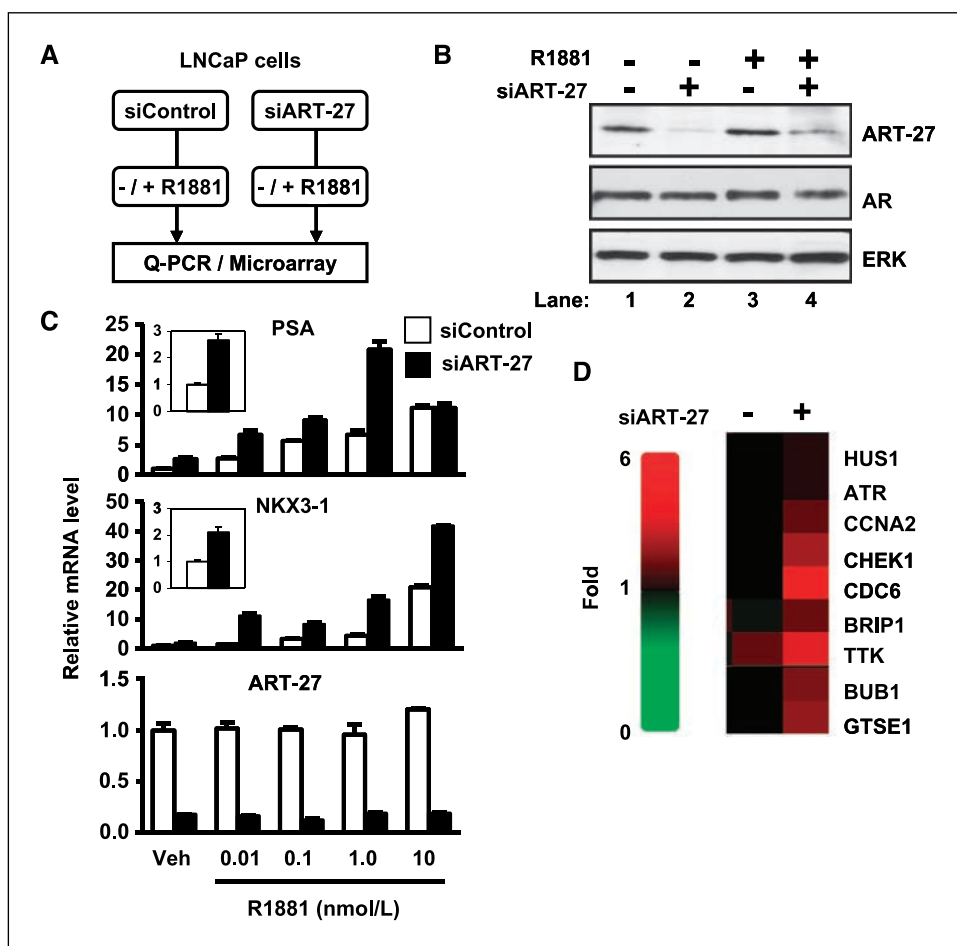 A
LNCaP cells
siControl siART-27
- / + R1881 - / + R1881
Q-PCR / Microarray
B
R1881 - - + +
siART-27 - + - +
ART-27
AR
ERK
Lane: 1 2 3 4
C
Relative mRNA level
PSA
siControl
siART-27
25
20
15
10
5
0
3
2
1
0
NKX3-1
50
40
30
20
10
0
3
2
1
0
ART-27
1.0
0.5
0.0
Veh 0.01 0.1 1.0 10
R1881 (nmol/L)
D
siART-27 - +
Fold
6
1
0
HUS1
ATR
CCNA2
CHEK1
CDC6
BRIP1
TTK
BUB1
GTSE1